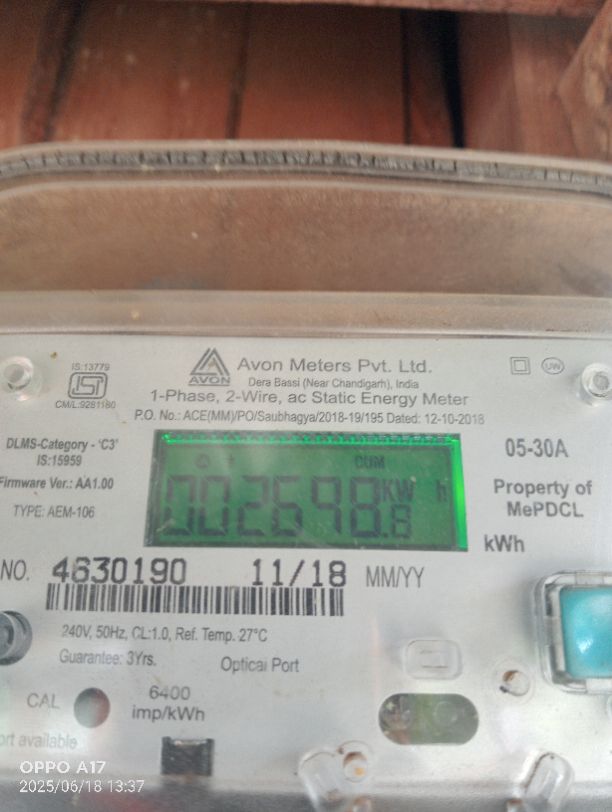 IS:13779
ISI
CM/L:9281180
AVON
Avon Meters Pvt. Ltd.
Dera Bassi (Near Chandigarh), India
1-Phase, 2-Wire, ac Static Energy Meter
P.O. No.: ACE(MM)/PO/Saubhagya/2018-19/195 Dated: 12-10-2018
UW
DLMS-Category - 'C3'
IS:15959
Firmware Ver.: AA1.00
TYPE: AEM-106
CUM
002698.8 KW h
05-30A
Property of
MePDCL
kWh
NO. 4630190 11/18 MM/YY
240V, 50Hz, CL:1.0, Ref. Temp. 27°C
Guarantee: 3Yrs.
Optical Port
CAL
6400
imp/kWh
ort available
OPPO A17
2025/06/18 13:37